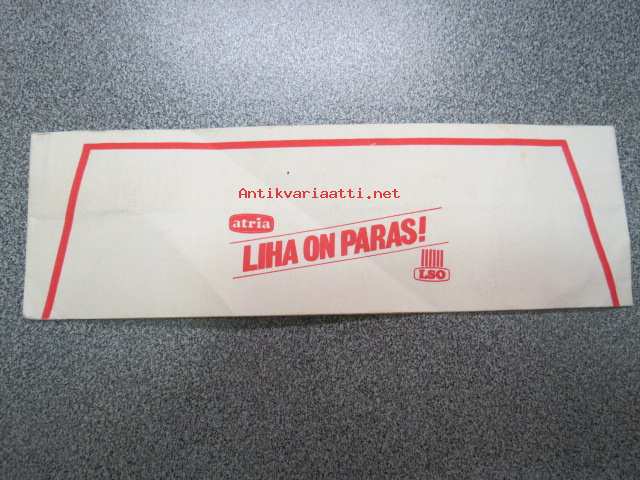 Antikvariaatti.net
atria
LIHA ON PARAS!
LSO